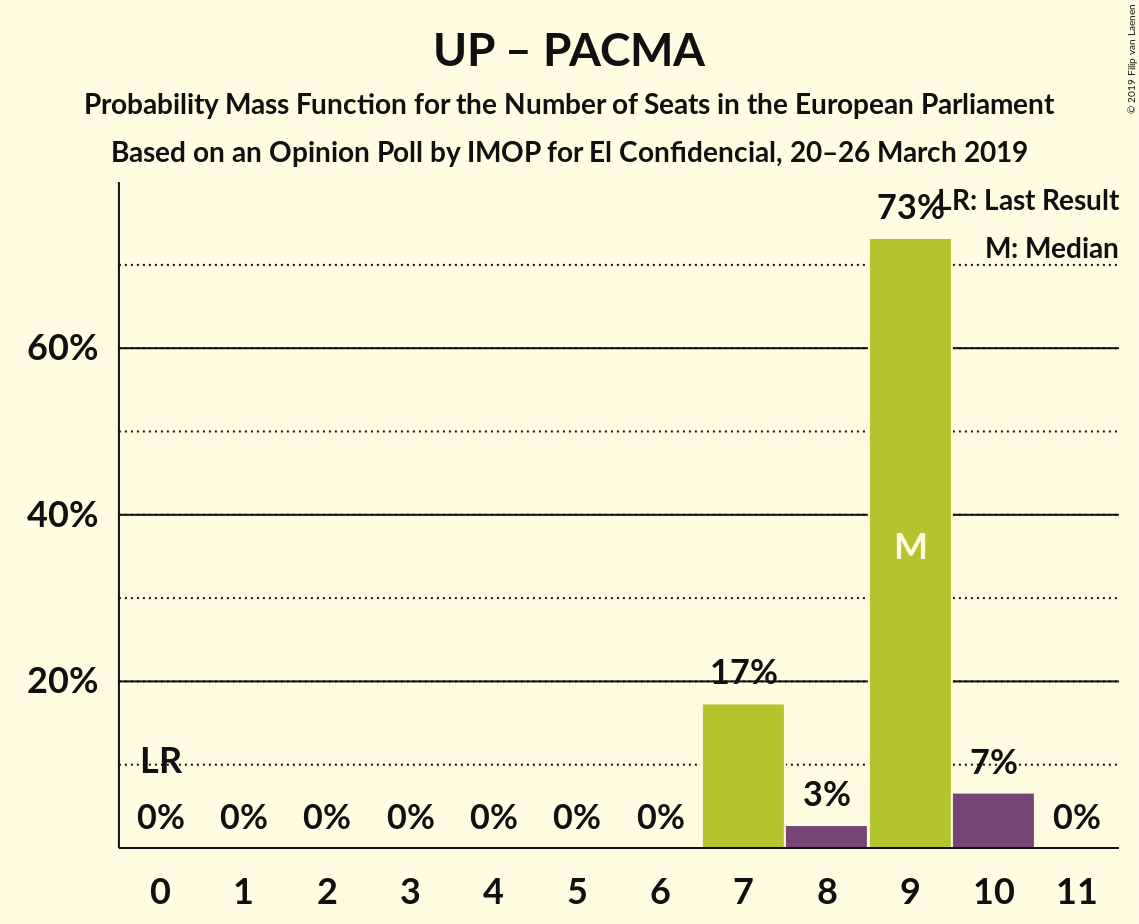 UP – PACMA
Probability Mass Function for the Number of Seats in the European Parliament
Based on an Opinion Poll by IMOP for El Confidencial, 20–26 March 2019
© 2019 Filip van Laenen
LR: Last Result
M: Median
60%
40%
20%
LR
0% 0% 0% 0% 0% 0% 0% 17% 3% 73% 7% 0%
M
0 1 2 3 4 5 6 7 8 9 10 11